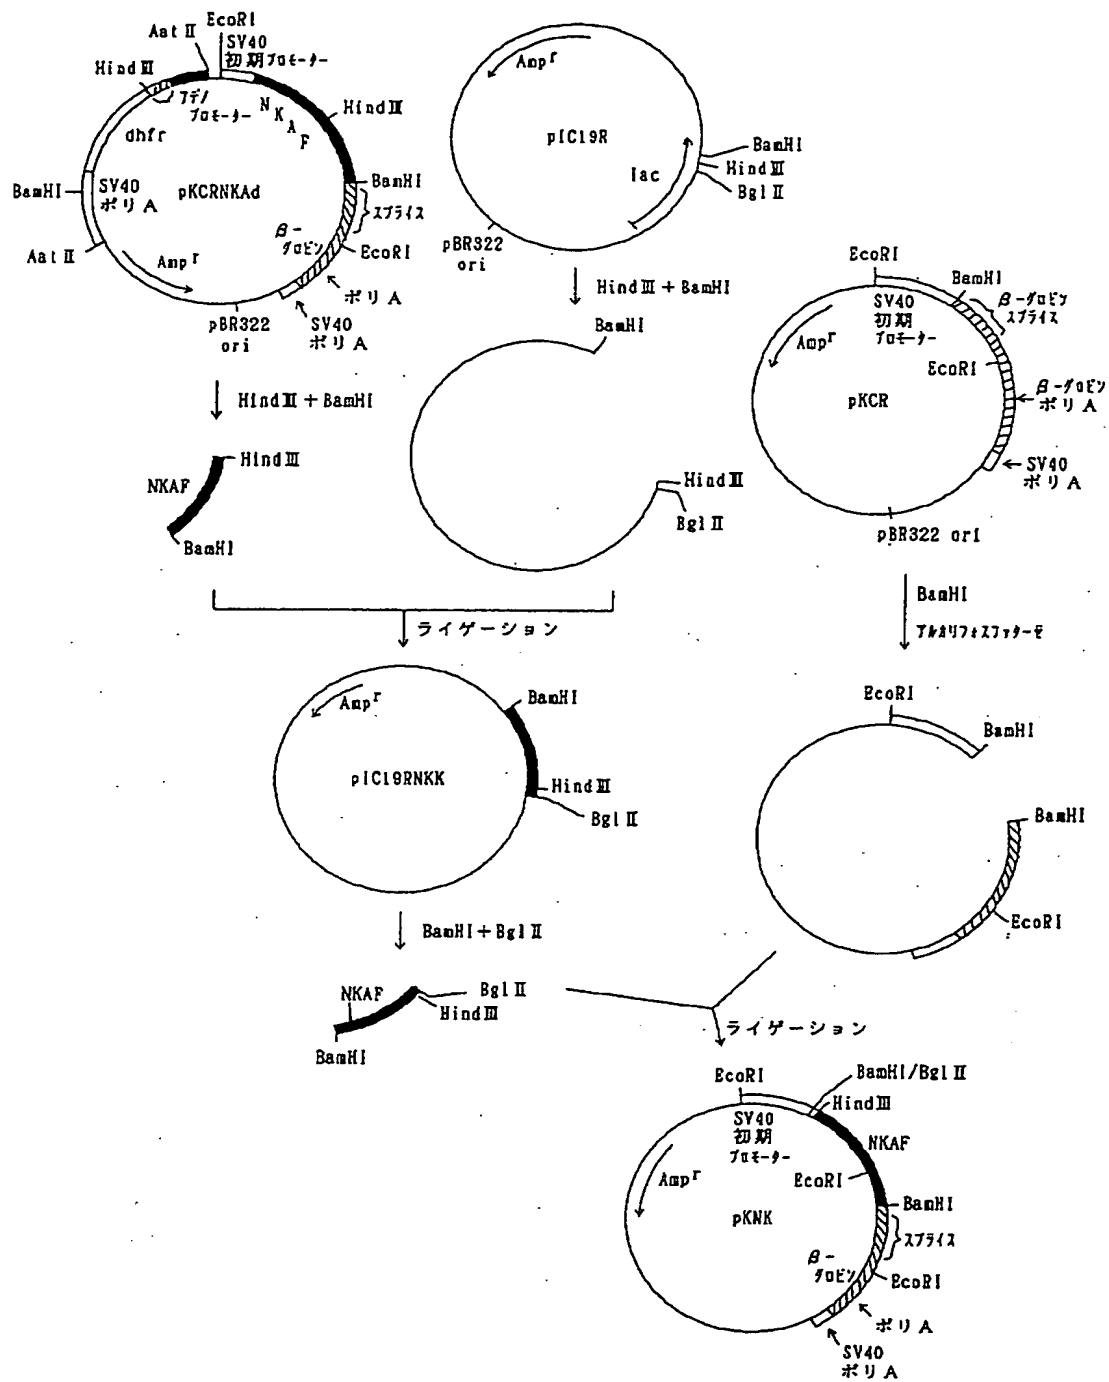 EcoRI
Aat II
SV40
初期プロモーター
Hind III
アデノ
プロモーター
NKAF
Hind III
dhfr
BamHI
SV40
ポリA
pKCRNKAd
BamHI
スプライス
β-
グロビン
EcoRI
Aat II
Amp r
ポリA
pBR322
ori
SV40
ポリA
Hind III + BamHI
NKAF
Hind III
BamHI
Amp r
pIC19R
BamHI
Hind III
Bgl II
lac
pBR322
ori
Hind III + BamHI
BamHI
Hind III
Bgl II
EcoRI
BamHI
SV40
初期
プロモーター
β-グロビン
スプライス
Amp r
EcoRI
pKCR
β-グロビン
ポリA
SV40
ポリA
pBR322 ori
BamHI
アルカリフォスファターゼ
ライゲーション
Amp r
BamHI
pIC19RNKK
Hind III
Bgl II
EcoRI
BamHI
BamHI
EcoRI
BamHI + Bgl II
NKAF
Bgl II
Hind III
BamHI
ライゲーション
EcoRI
BamHI/Bgl II
Hind III
SV40
初期
プロモーター
NKAF
Amp r
EcoRI
BamHI
pKNK
スプライス
β-
グロビン
EcoRI
ポリA
SV40
ポリA